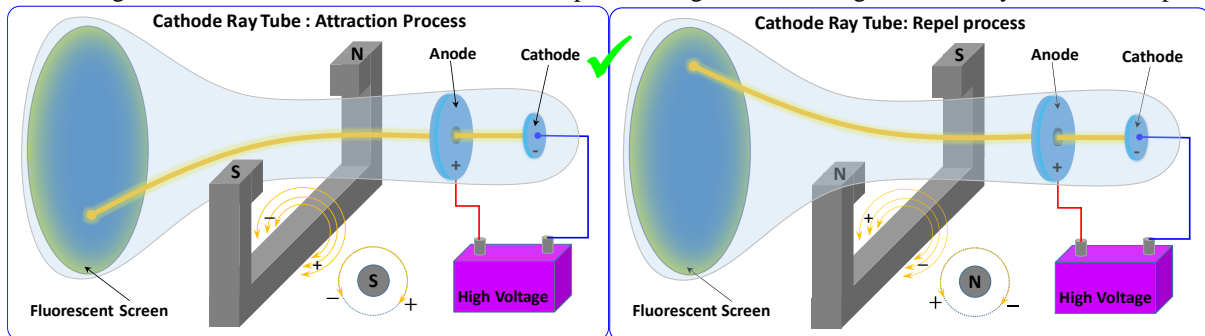 Cathode Ray Tube : Attraction Process
N
Anode
Cathode
+
-
S
−
+
S
−
+
High Voltage
Fluorescent Screen
Cathode Ray Tube: Repel process
S
Anode
Cathode
+
-
N
+
−
N
+
−
High Voltage
Fluorescent Screen